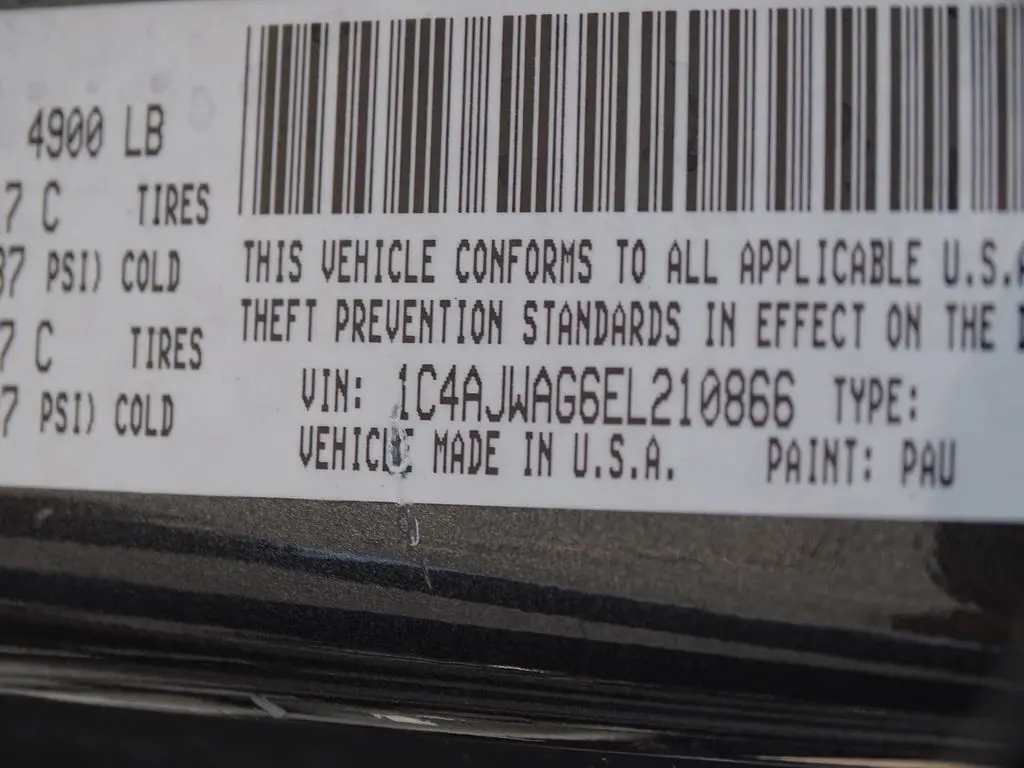 4900 LB
7 C TIRES
37 PSI) COLD
7 C TIRES
7 PSI) COLD
THIS VEHICLE CONFORMS TO ALL APPLICABLE U.S.A
THEFT PREVENTION STANDARDS IN EFFECT ON THE
VIN: 1C4AJWAG6EL210866 TYPE:
VEHICLE MADE IN U.S.A. PAINT: PAU